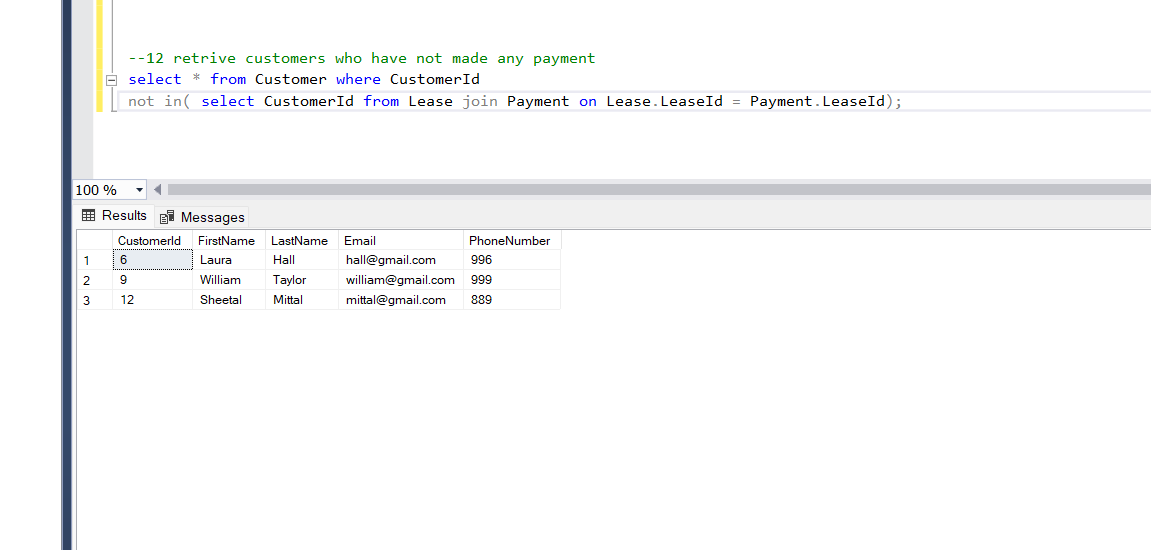 --12 retrive customers who have not made any payment
select * from Customer where CustomerId
not in( select CustomerId from Lease join Payment on Lease.LeaseId = Payment.LeaseId);
100 %
Results Messages
CustomerId FirstName LastName Email PhoneNumber
1 6 Laura Hall hall@gmail.com 996
2 9 William Taylor william@gmail.com 999
3 12 Sheetal Mittal mittal@gmail.com 889